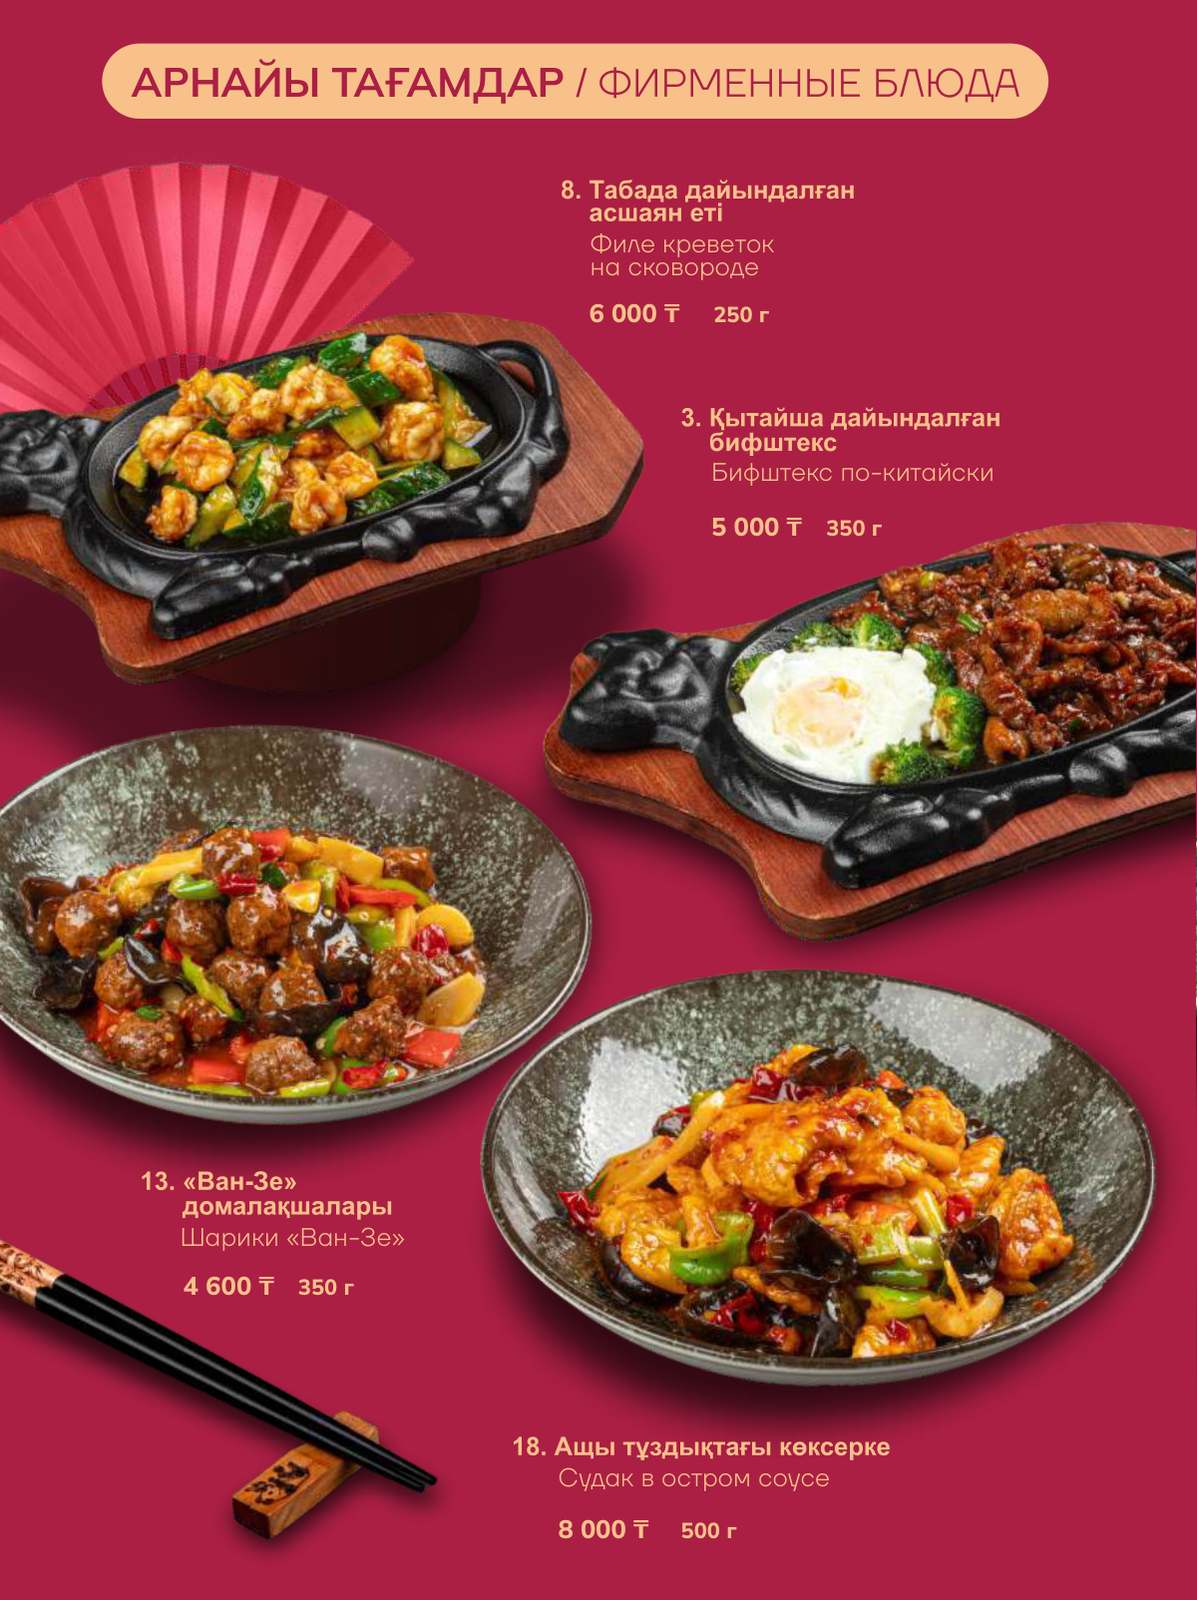 АРНАЙЫ ТАҒАМДАР / ФИРМЕННЫЕ БЛЮДА
8. Табада дайындалған
асшаян еті
Филе креветок
на сковороде
6 000 ₸ 250 г
3. Қытайша дайындалған
бифштекс
Бифштекс по-китайски
5 000 ₸ 350 г
13. «Ван-Зе»
домалақшалары
Шарики «Ван-Зе»
4 600 ₸ 350 г
18. Ащы тұздықтағы көксерке
Судак в остром соусе
8 000 ₸ 500 г